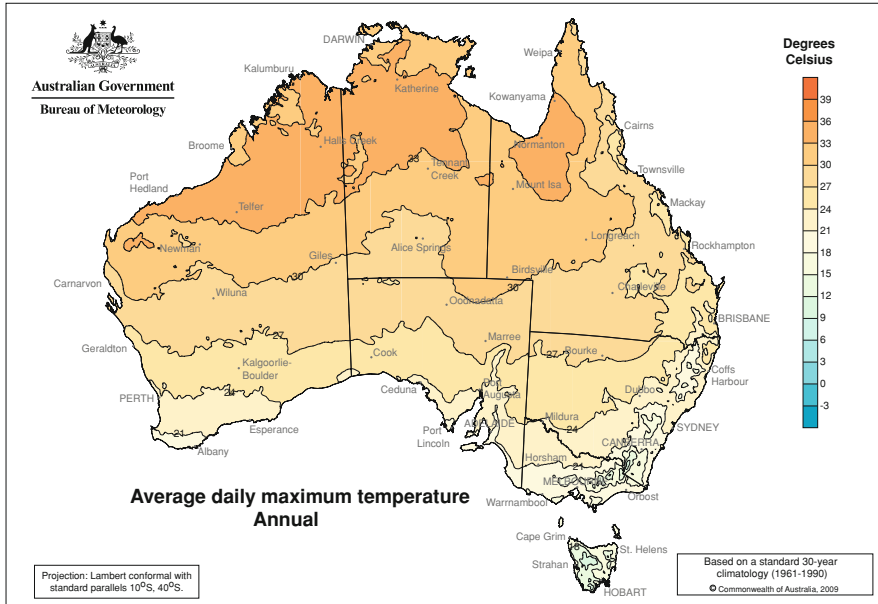 Australian Government
Bureau of Meteorology
DARWIN
Kalumburu
Katherine
Weipa
Kowanyama
Broome
Halls Creek
Normanton
Cairns
33
Tennant
Creek
Port
Hedland
Townsville
Mount Isa
Telfer
Mackay
Newman
Giles
Alice Springs
Longreach
Rockhampton
30
Birdsville
Carnarvon
Wiluna
Oodnadatta
30
Charleville
27
Marree
BRISBANE
Geraldton
Cook
27
Bourke
Kalgoorlie-
Boulder
Coffs
Harbour
Ceduna
Port
Augusta
Dubbo
PERTH
24
Mildura
Esperance
Port
Lincoln
ADELAIDE
24
SYDNEY
21
Albany
CANBERRA
Horsham
21
MELBOURNE
Warrnambool
Orbost
Cape Grim
18
St. Helens
Strahan
HOBART
Degrees
Celsius
39
36
33
30
27
24
21
18
15
12
9
6
3
0
-3
Average daily maximum temperature
Annual
Projection: Lambert conformal with
standard parallels 10°S, 40°S.
Based on a standard 30-year
climatology (1961-1990)
© Commonwealth of Australia, 2009